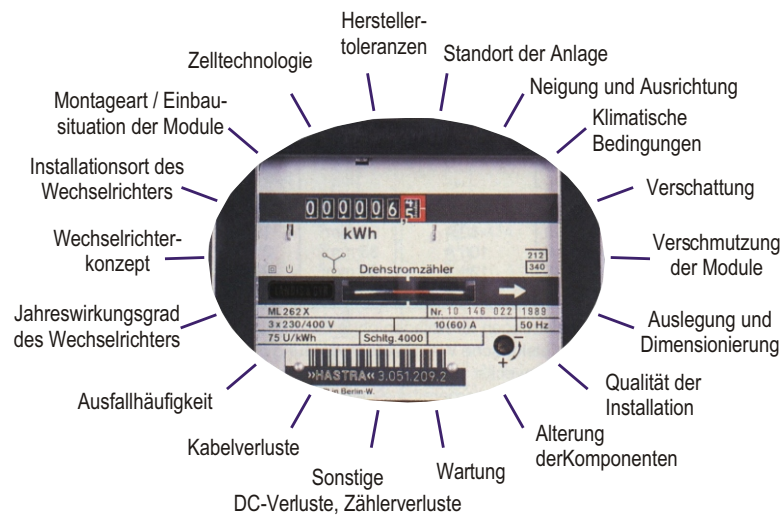 Hersteller-
toleranzen
Standort der Anlage
Neigung und Ausrichtung
Klimatische
Bedingungen
Verschattung
Verschmutzung
der Module
Auslegung und
Dimensionierung
Qualität der
Installation
Alterung
derKomponenten
Wartung
Sonstige
DC-Verluste, Zählerverluste
Kabelverluste
Ausfallhäufigkeit
Jahreswirkungsgrad
des Wechselrichters
Wechselrichter-
konzept
Installationsort des
Wechselrichters
Montageart / Einbau-
situation der Module
Zelltechnologie
000006
kWh
Drehstromzähler
212
340
ML262X Nr. 10 146 022 1989
3x230/400 V 10(60) A 50 Hz
75 U/kWh Schltg. 4000
»HASTRA« 3.051.209.2
in Berlin-W.